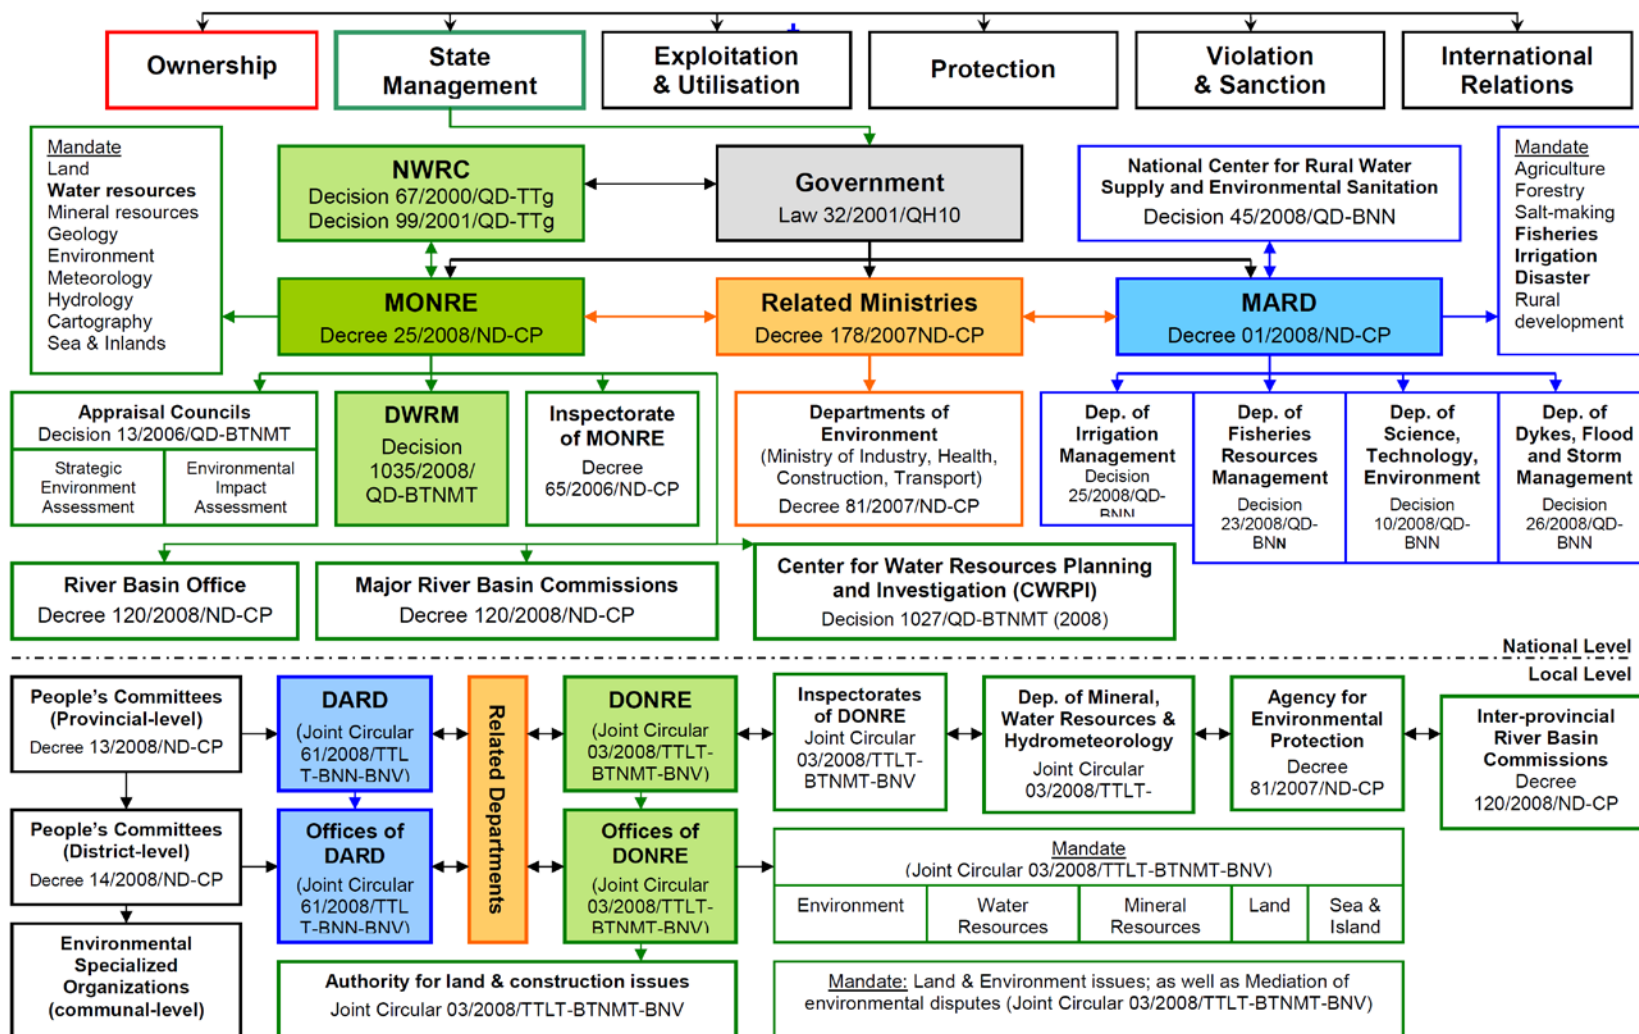 Ownership
State
Management
Exploitation
& Utilisation
Protection
Violation
& Sanction
International
Relations
Mandate
Land
Water resources
Mineral resources
Geology
Environment
Meteorology
Hydrology
Cartography
Sea & Inlands
NWRC
Decision 67/2000/QD-TTg
Decision 99/2001/QD-TTg
Government
Law 32/2001/QH10
National Center for Rural Water
Supply and Environmental Sanitation
Decision 45/2008/QD-BNN
Mandate
Agriculture
Forestry
Salt-making
Fisheries
Irrigation
Disaster
Rural
development
MONRE
Decree 25/2008/ND-CP
Related Ministries
Decree 178/2007ND-CP
MARD
Decree 01/2008/ND-CP
Appraisal Councils
Decision 13/2006/QD-BTNMT
Strategic
Environment
Assessment
Environmental
Impact
Assessment
DWRM
Decision
1035/2008/
QD-BTNMT
Inspectorate
of MONRE
Decree
65/2006/ND-CP
Departments of
Environment
(Ministry of Industry, Health,
Construction, Transport)
Decree 81/2007/ND-CP
Dep. of
Irrigation
Management
Decision
25/2008/QD-
BNN
Dep. of
Fisheries
Resources
Management
Decision
23/2008/QD-
BNN
Dep. of
Science,
Technology,
Environment
Decision
10/2008/QD-
BNN
Dep. of
Dykes, Flood
and Storm
Management
Decision
26/2008/QD-
BNN
River Basin Office
Decree 120/2008/ND-CP
Major River Basin Commissions
Decree 120/2008/ND-CP
Center for Water Resources Planning
and Investigation (CWRPI)
Decision 1027/QD-BTNMT (2008)
National Level
Local Level
People's Committees
(Provincial-level)
Decree 13/2008/ND-CP
DARD
(Joint Circular
61/2008/TTL
T-BNN-BNV)
Related Departments
DONRE
(Joint Circular
03/2008/TTLT-
BTNMT-BNV)
Inspectorates
of DONRE
Joint Circular
03/2008/TTLT-
BTNMT-BNV
Dep. of Mineral,
Water Resources &
Hydrometeorology
Joint Circular
03/2008/TTLT-
Agency for
Environmental
Protection
Decree
81/2007/ND-CP
Inter-provincial
River Basin
Commissions
Decree
120/2008/ND-CP
People's Committees
(District-level)
Decree 14/2008/ND-CP
Offices of
DARD
(Joint Circular
61/2008/TTL
T-BNN-BNV)
Offices of
DONRE
(Joint Circular
03/2008/TTLT-
BTNMT-BNV)
Mandate
(Joint Circular 03/2008/TTLT-BTNMT-BNV)
Environment
Water
Resources
Mineral
Resources
Land
Sea &
Island
Environmental
Specialized
Organizations
(communal-level)
Authority for land & construction issues
Joint Circular 03/2008/TTLT-BTNMT-BNV
Mandate: Land & Environment issues; as well as Mediation of
environmental disputes (Joint Circular 03/2008/TTLT-BTNMT-BNV)